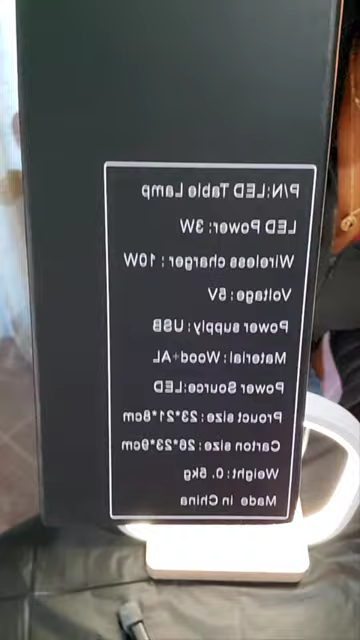 P/N:LED Table Lamp
LED Power: 3W
Wireless charger : 10W
Voltage: 5V
Power supply: USB
Material: Wood+AL
Power Source:LED
Prouct size: 23*21*8cm
Carton size: 26*23*9cm
Weight: 0. 5kg
Made in China